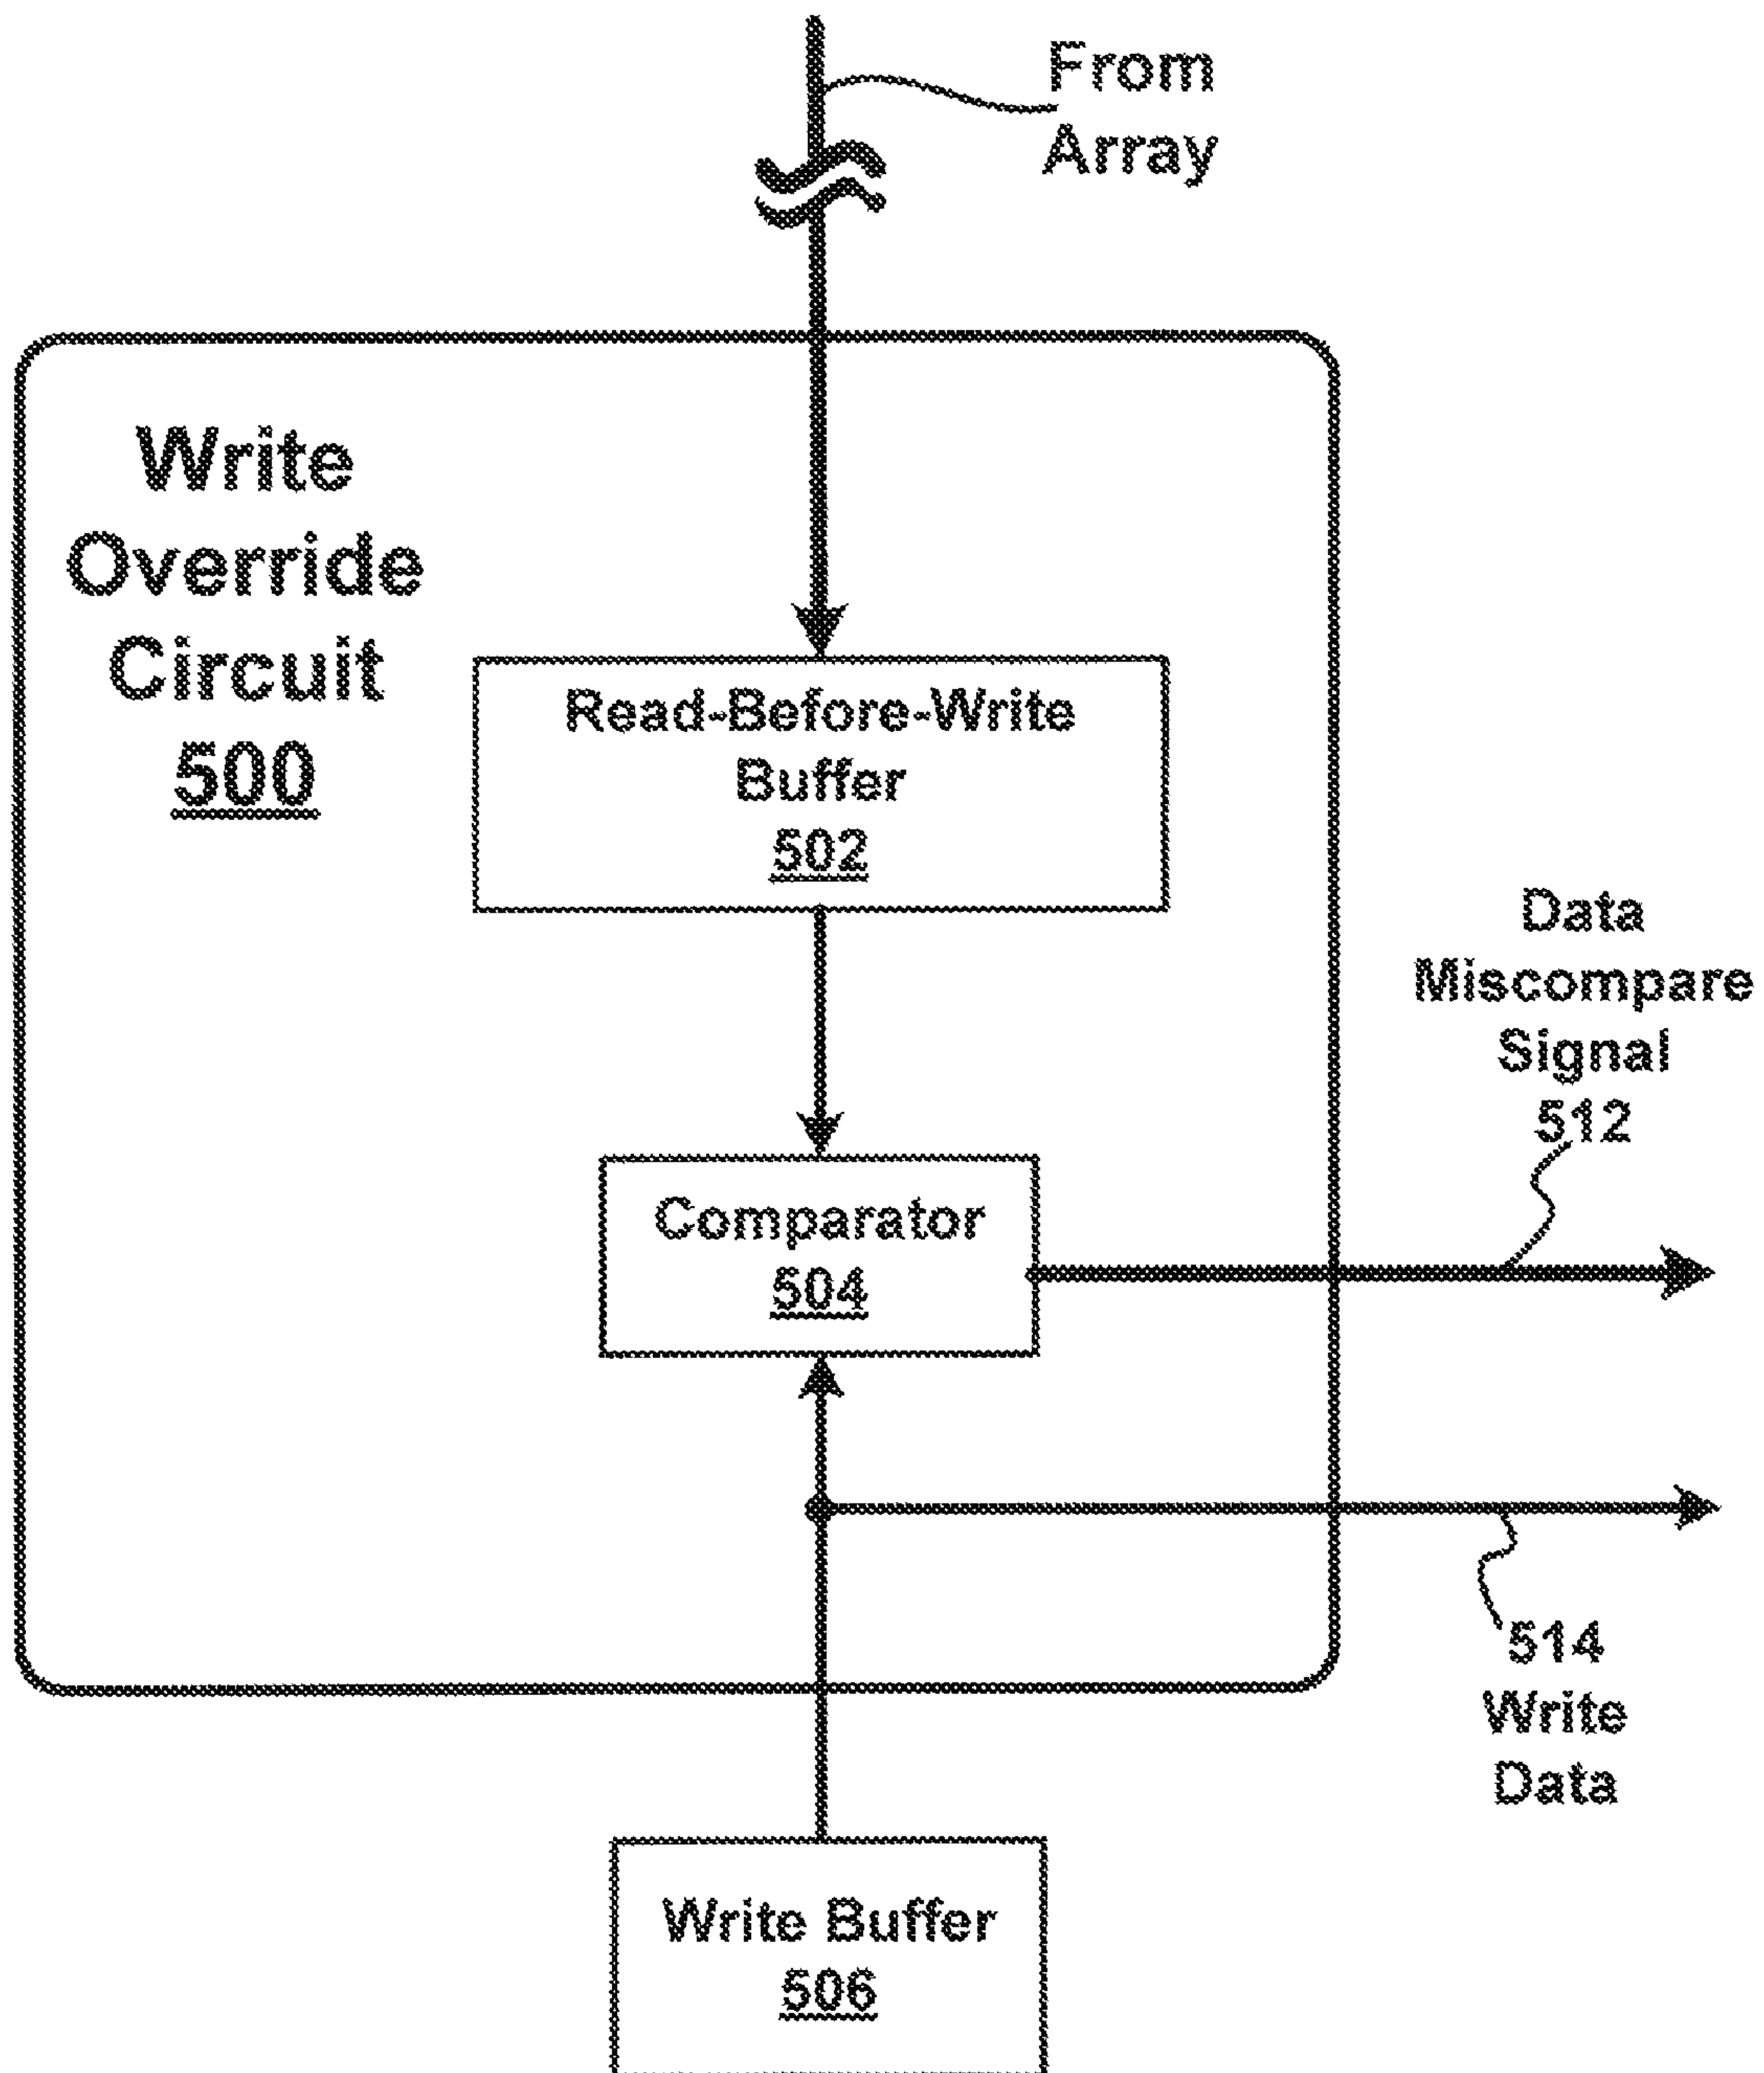 From
Array
Write
Override
Circuit
500
Read-Before-Write
Buffer
502
Data
Miscompare
Signal
512
Comparator
504
514
Write
Data
Write Buffer
506